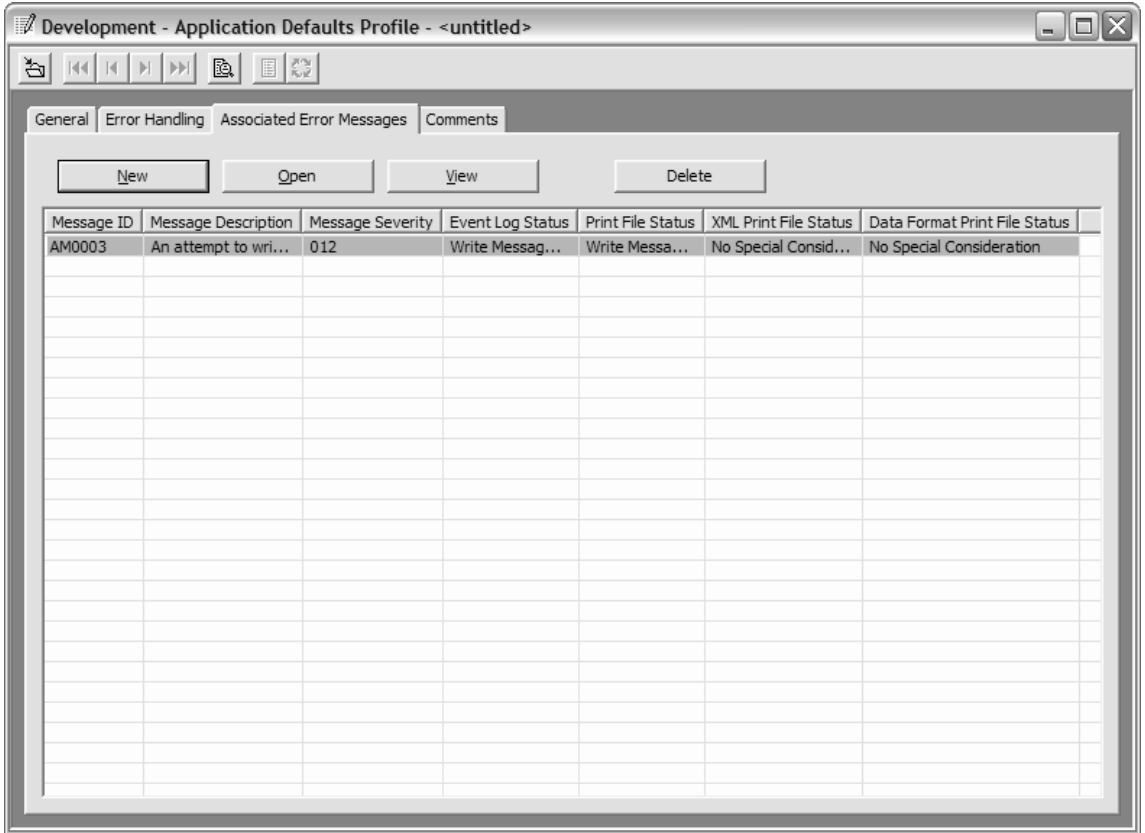 Development - Application Defaults Profile - <untitled>
General Error Handling Associated Error Messages Comments
New Open View Delete
Message ID Message Description Message Severity Event Log Status Print File Status XML Print File Status Data Format Print File Status
AM0003 An attempt to wri... 012 Write Messag... Write Messa... No Special Consid... No Special Consideration